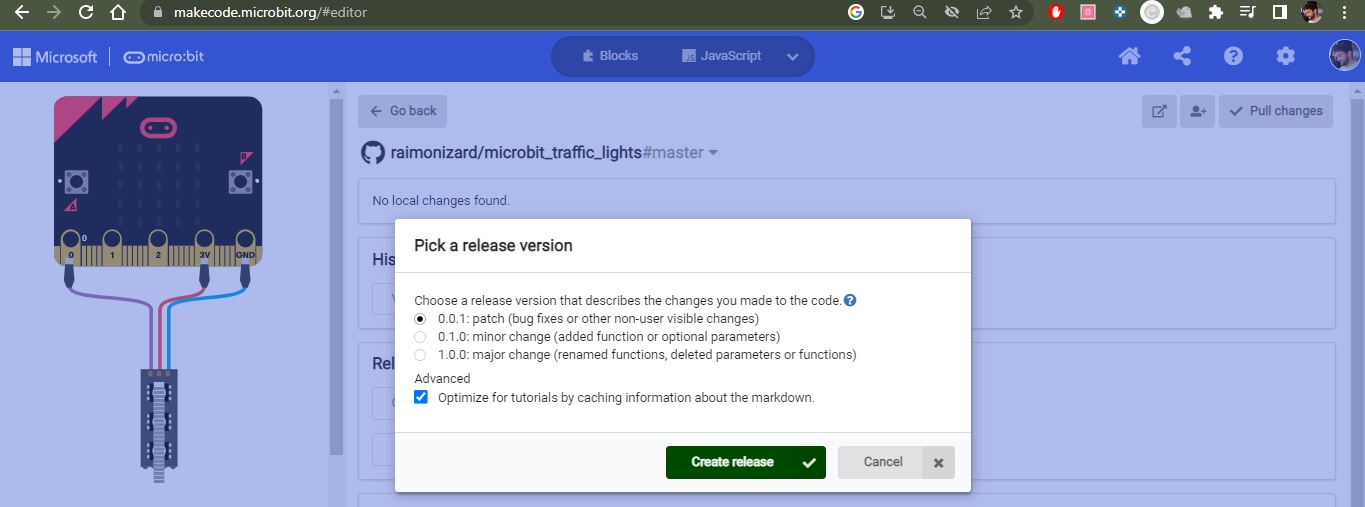 makecode.microbit.org/#editor
Microsoft
micro:bit
Blocks
JS JavaScript
Go back
Pull changes
raimonizard/microbit_traffic_lights#master
No local changes found.
B
A
0
0 1 2 3V GND
His
Rel
Pick a release version
Choose a release version that describes the changes you made to the code.
0.0.1: patch (bug fixes or other non-user visible changes)
0.1.0: minor change (added function or optional parameters)
1.0.0: major change (renamed functions, deleted parameters or functions)
Advanced
Optimize for tutorials by caching information about the markdown.
Create release
Cancel